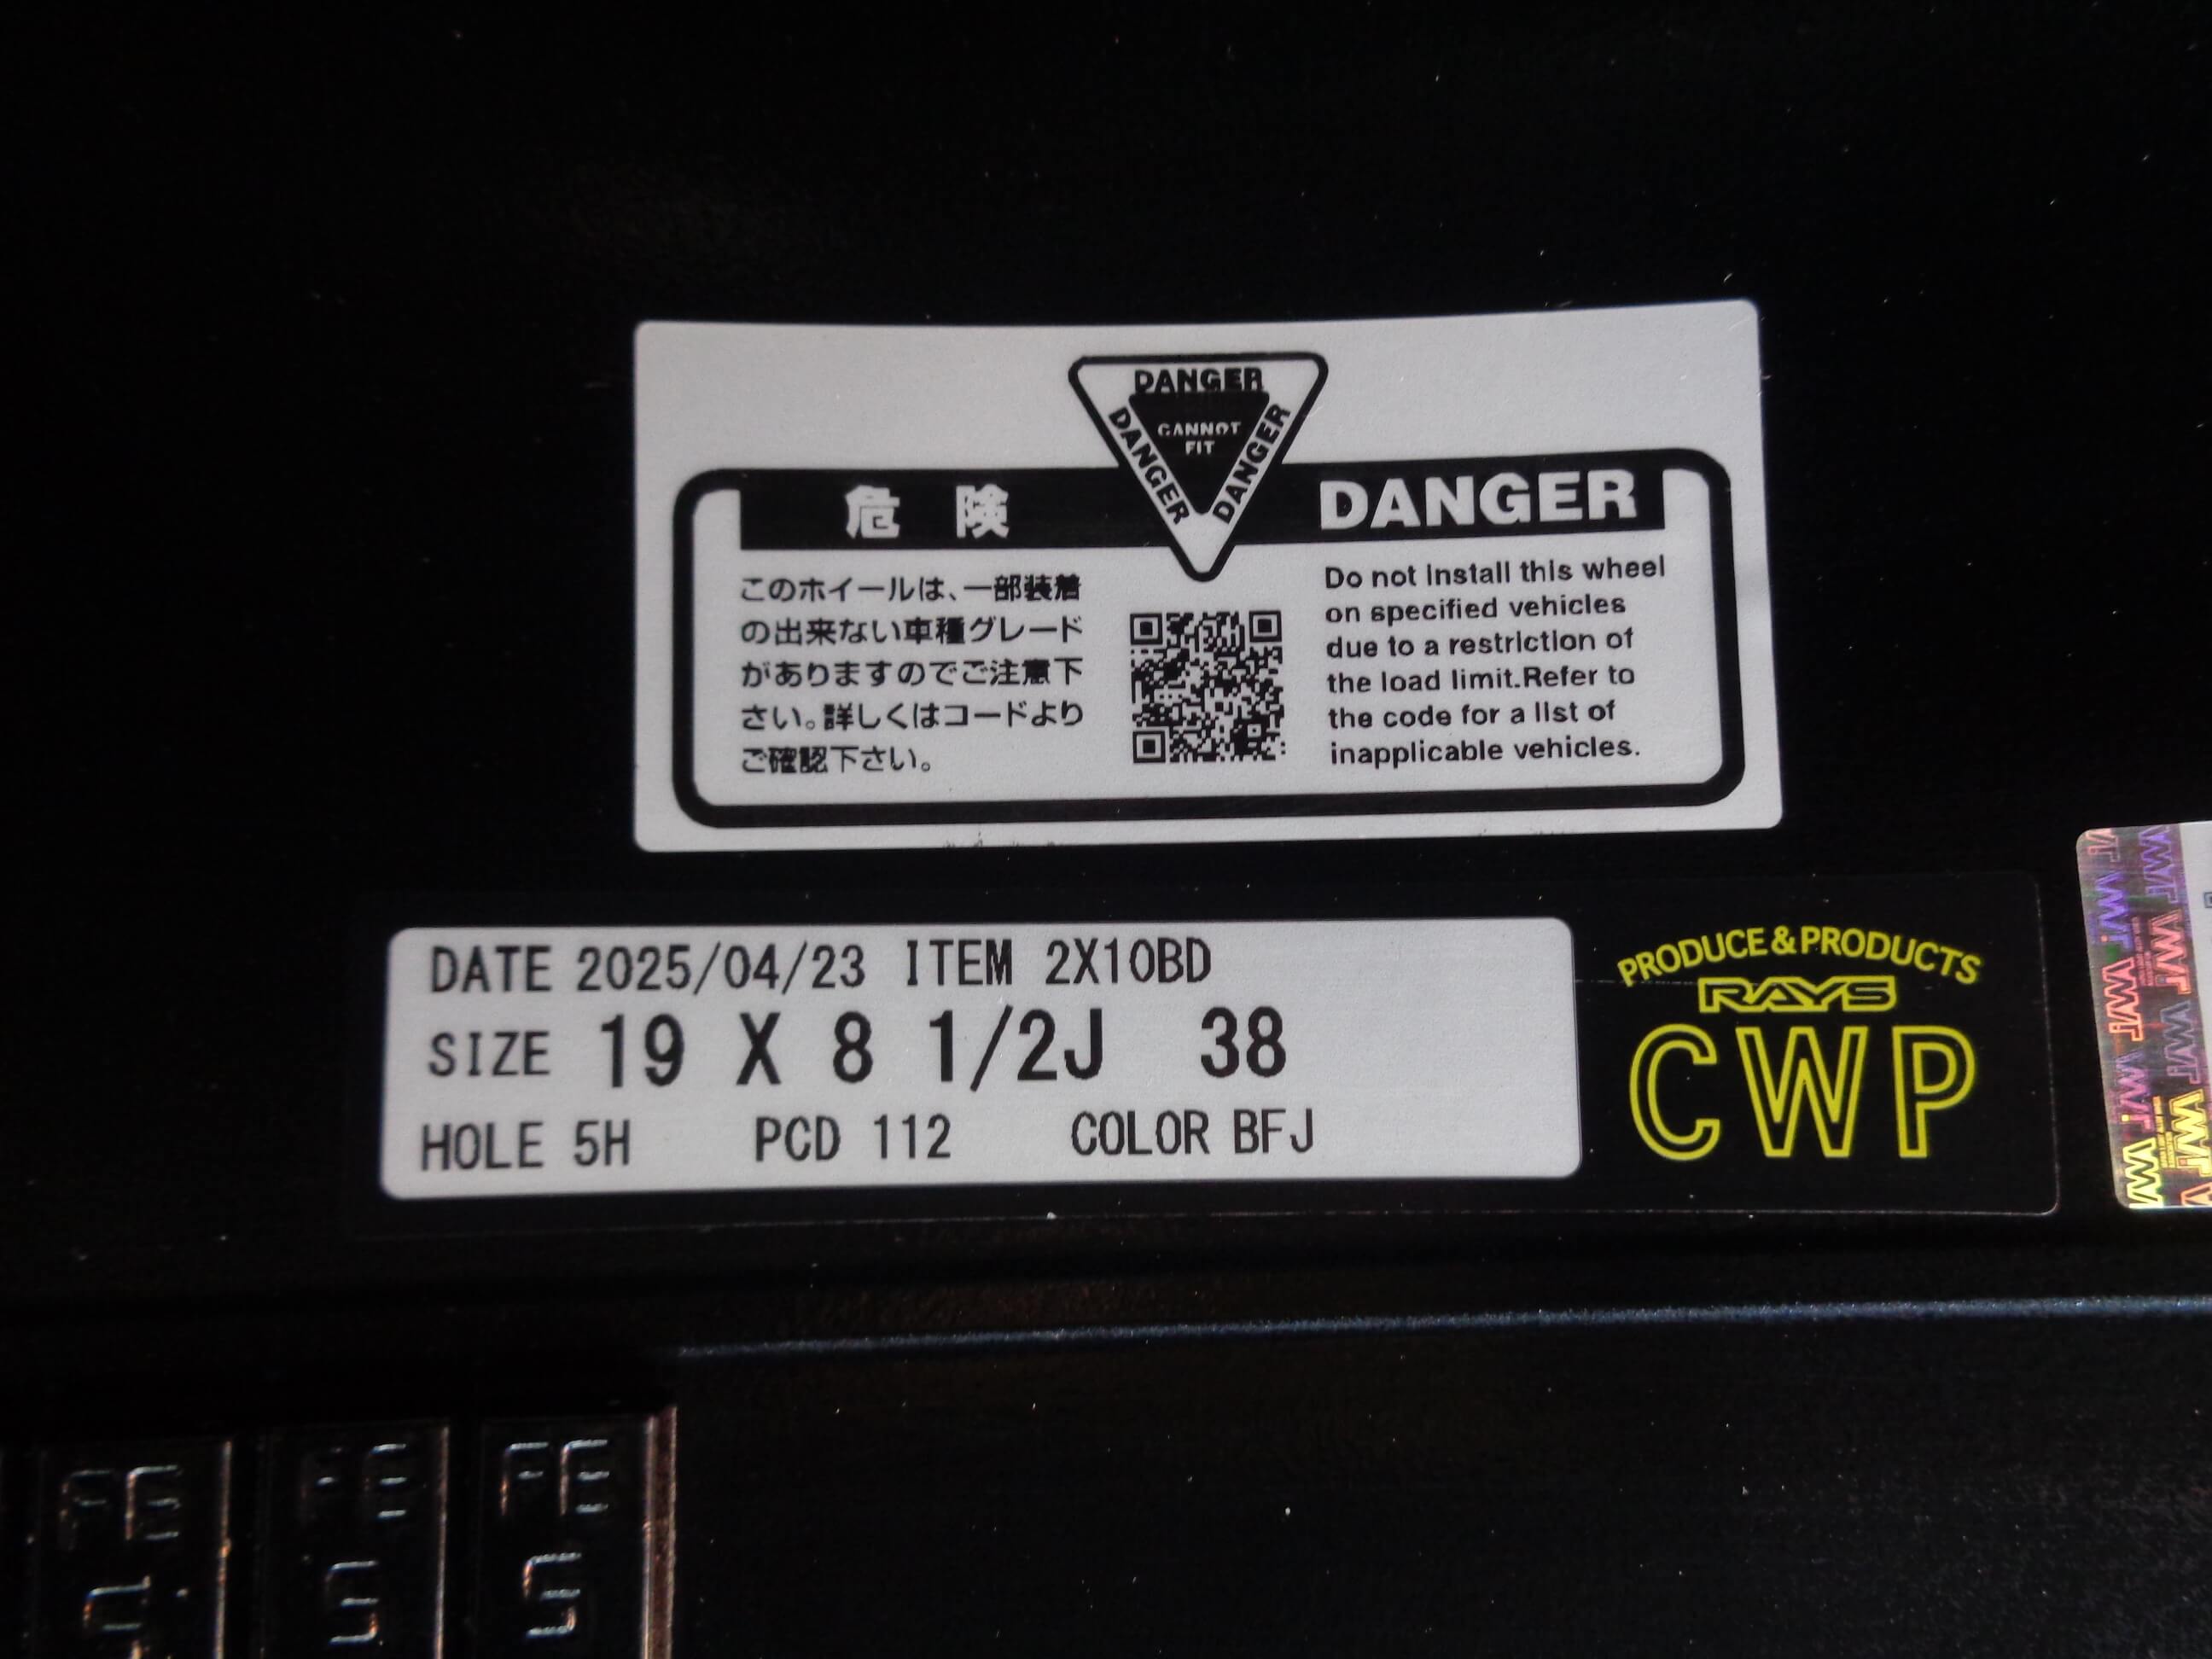 DANGER
DANGER
DANGER
CANNOT
FIT
危険
DANGER
このホイールは、一部装着
の出来ない車種グレード
がありますのでご注意下
さい。詳しくはコードより
ご確認下さい。
Do not install this wheel
on specified vehicles
due to a restriction of
the load limit.Refer to
the code for a list of
inapplicable vehicles.
DATE 2025/04/23 ITEM 2X10BD
SIZE 19 X 8 1/2J 38
HOLE 5H PCD 112 COLOR BFJ
PRODUCE & PRODUCTS
RAYS
CWP
FE
FE
FE
5
5